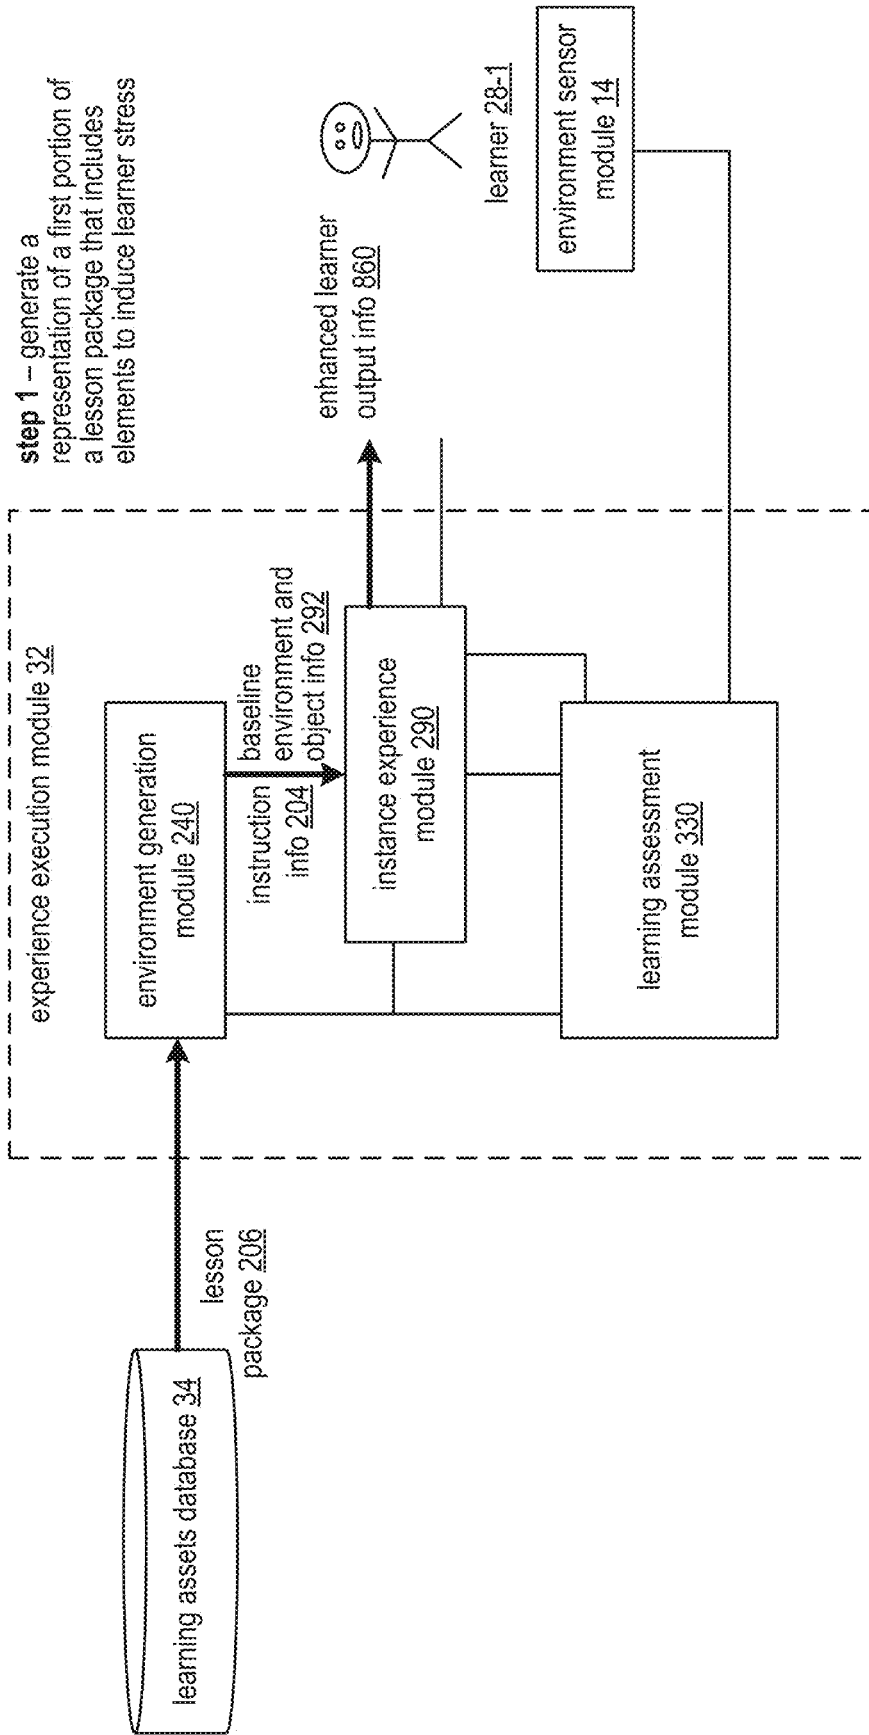 step 1 – generate a
representation of a first portion of
a lesson package that includes
elements to induce learner stress
experience execution module 32
learning assets database 34
lesson
package 206
environment generation
module 240
instruction
info 204
baseline
environment and
object info 292
instance experience
module 290
enhanced learner
output info 860
learner 28-1
environment sensor
module 14
learning assessment
module 330